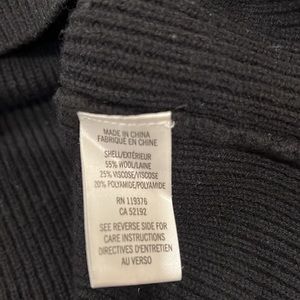 MADE IN CHINA
FABRIQUE EN CHINE
SHELL/EXTÉRIEUR
55% WOOL/LAINE
25% VISCOSE/VISCOSE
20% POLYAMIDE/POLYAMIDE
RN 119376
CA 52192
SEE REVERSE SIDE FOR
CARE INSTRUCTIONS
DIRECTIVES D'ENTRETIEN
AU VERSO